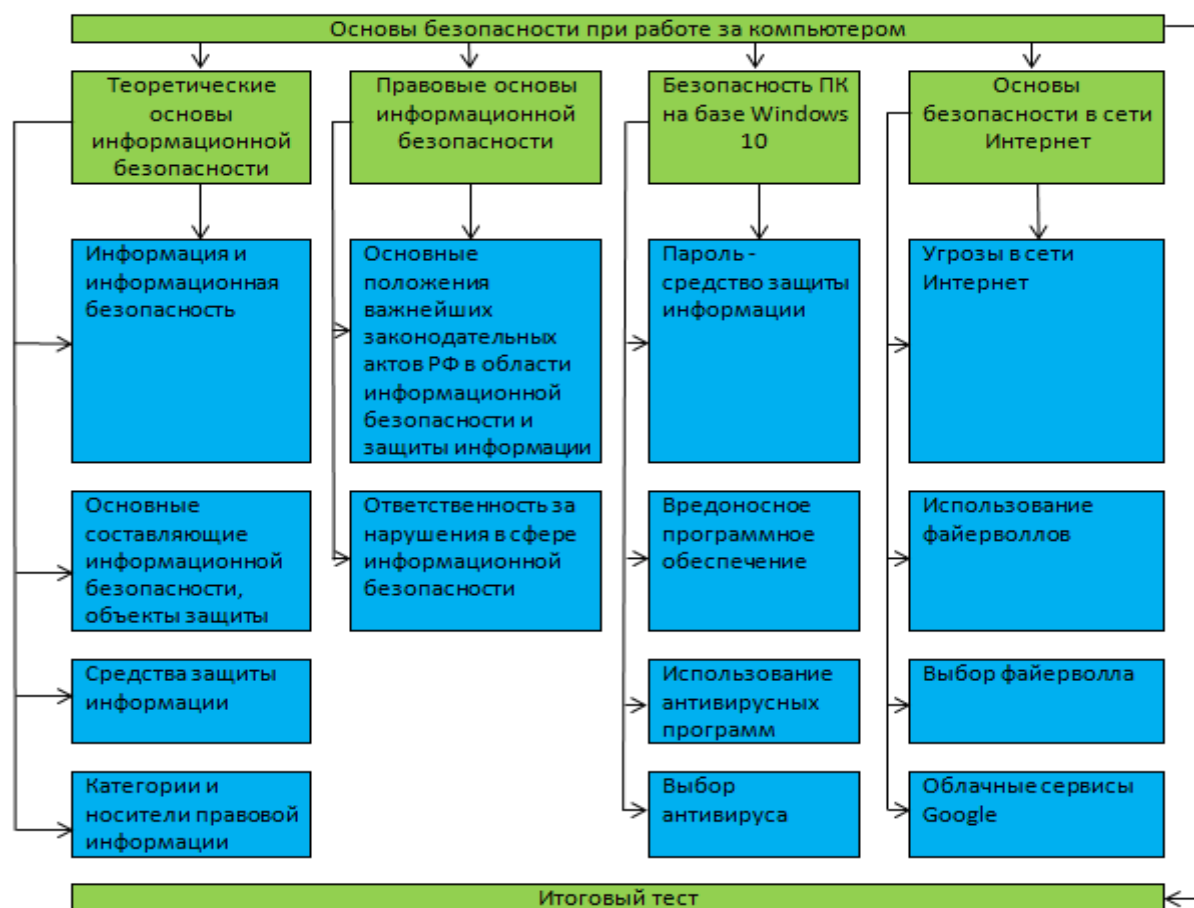 Основы безопасности при работе за компьютером
Теоретические
основы
информационной
безопасности
Правовые основы
информационной
безопасности
Безопасность ПК
на базе Windows
10
Основы
безопасности в сети
Интернет
Информация и
информационная
безопасность
Основные
положения
важнейших
законодательных
актов РФ в области
информационной
безопасности и
защиты информации
Пароль -
средство защиты
информации
Угрозы в сети
Интернет
Основные
составляющие
информационной
безопасности,
объекты защиты
Ответственность за
нарушения в сфере
информационной
безопасности
Вредоносное
программное
обеспечение
Использование
файерволлов
Средства защиты
информации
Использование
антивирусных
программ
Выбор файерволла
Категории и
носители правовой
информации
Выбор
антивируса
Облачные сервисы
Google
Итоговый тест